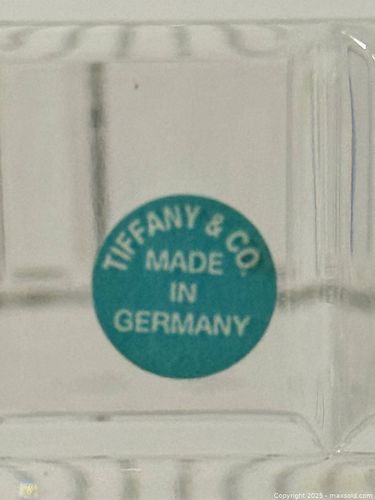 TIFFANY & CO.
MADE
IN
GERMANY
Copyright 2025 - maxsold.com